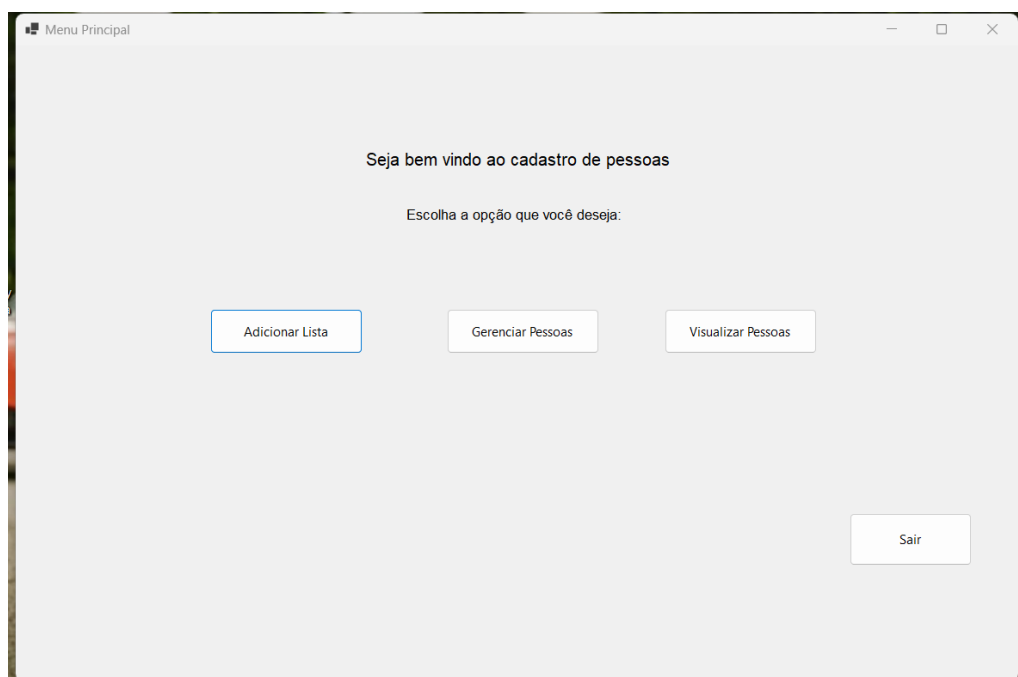 Menu Principal
Seja bem vindo ao cadastro de pessoas
Escolha a opção que você deseja:
Adicionar Lista
Gerenciar Pessoas
Visualizar Pessoas
Sair